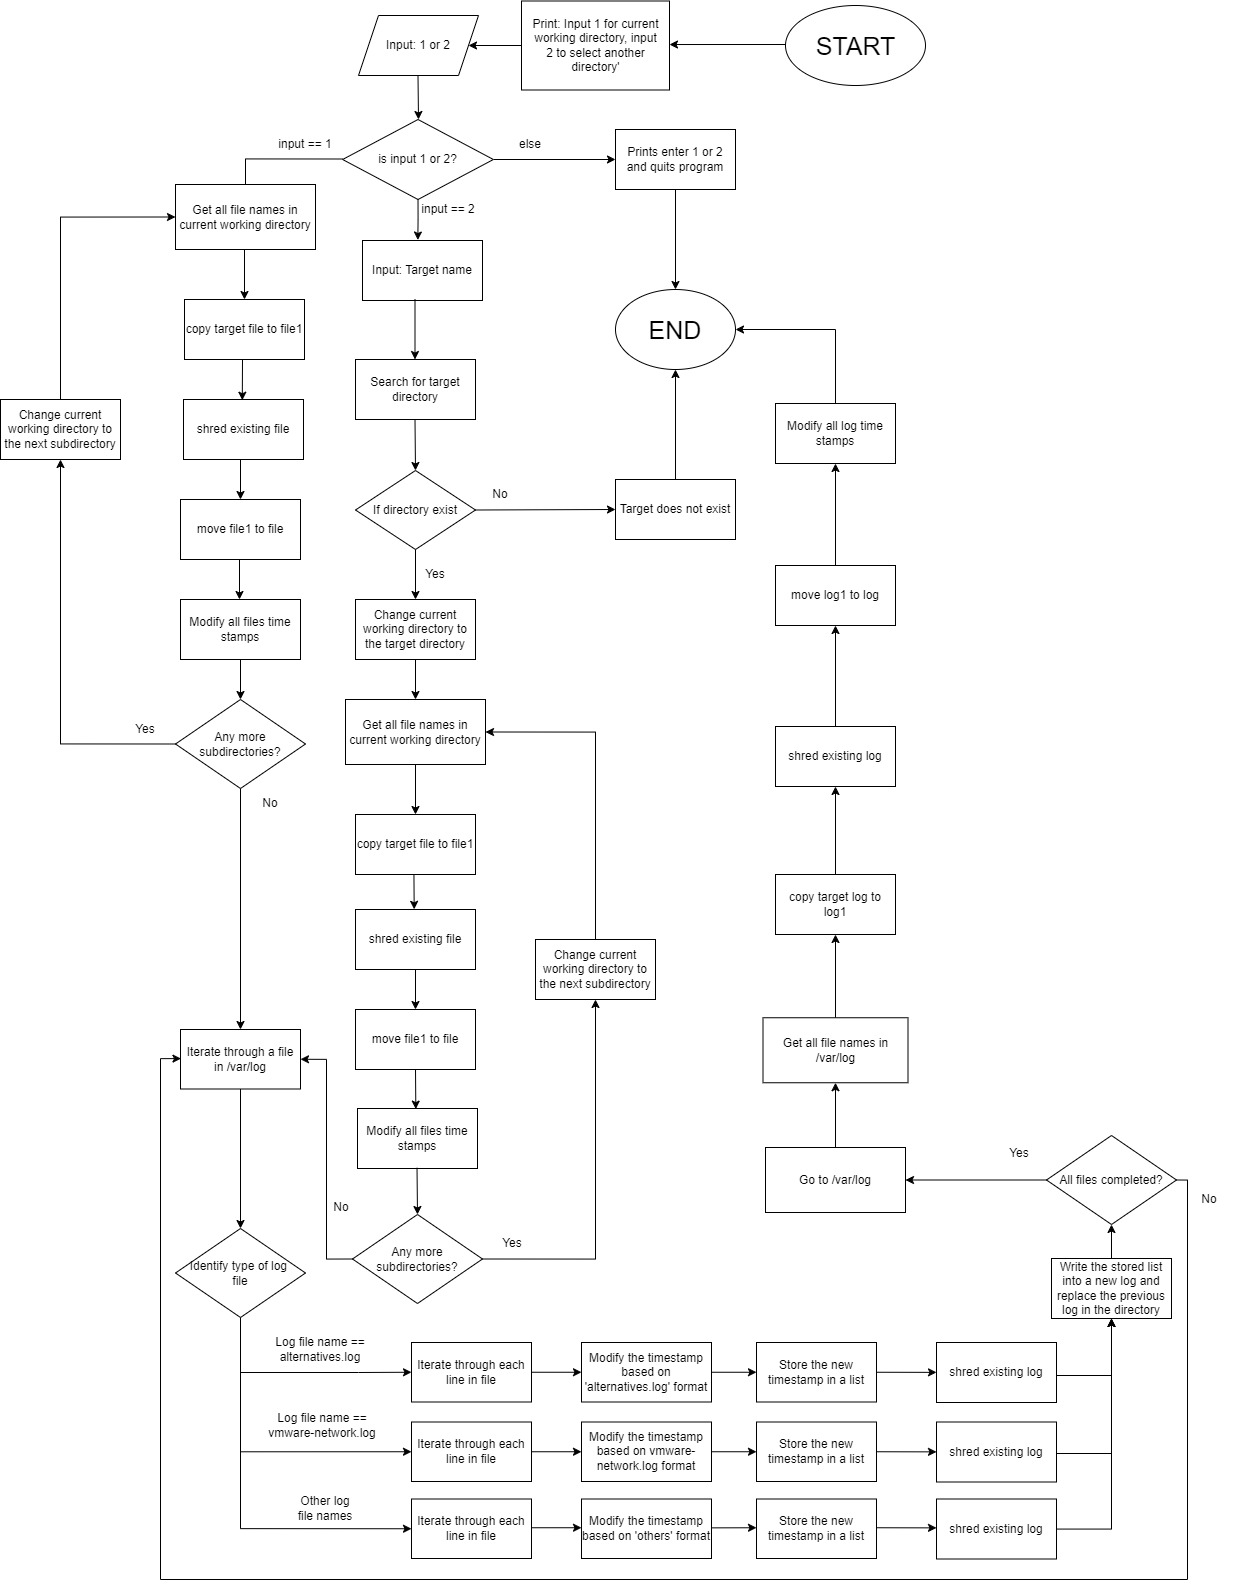 START
Print: Input 1 for current
working directory, input
2 to select another
directory'
Input: 1 or 2
is input 1 or 2?
input == 1
else
input == 2
Prints enter 1 or 2
and quits program
END
Get all file names in
current working directory
copy target file to file1
shred existing file
move file1 to file
Modify all files time
stamps
Any more
subdirectories?
Yes
No
Change current
working directory to
the next subdirectory
Input: Target name
Search for target
directory
If directory exist
No
Target does not exist
Yes
Change current
working directory to
the target directory
Get all file names in
current working directory
copy target file to file1
shred existing file
move file1 to file
Modify all files time
stamps
Any more
subdirectories?
Yes
No
Change current
working directory to
the next subdirectory
Iterate through a file
in /var/log
Identify type of log
file
Log file name ==
alternatives.log
Iterate through each
line in file
Modify the timestamp
based on
'alternatives.log' format
Store the new
timestamp in a list
shred existing log
Log file name ==
vmware-network.log
Iterate through each
line in file
Modify the timestamp
based on vmware-
network.log format
Store the new
timestamp in a list
shred existing log
Other log
file names
Iterate through each
line in file
Modify the timestamp
based on 'others' format
Store the new
timestamp in a list
shred existing log
Write the stored list
into a new log and
replace the previous
log in the directory
All files completed?
No
Yes
Go to /var/log
Get all file names in
/var/log
copy target log to
log1
shred existing log
move log1 to log
Modify all log time
stamps